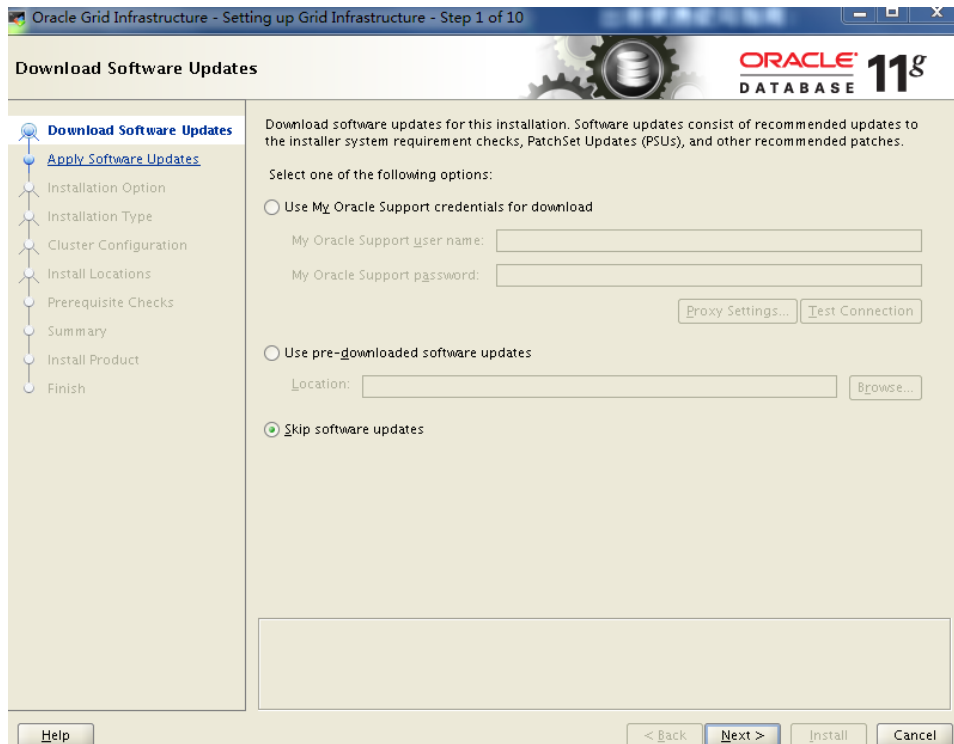 Oracle Grid Infrastructure - Setting up Grid Infrastructure - Step 1 of 10
Download Software Updates
ORACLE
DATABASE
11g
Download Software Updates
Apply Software Updates
Installation Option
Installation Type
Cluster Configuration
Install Locations
Prerequisite Checks
Summary
Install Product
Finish
Download software updates for this installation. Software updates consist of recommended updates to
the installer system requirement checks, PatchSet Updates (PSUs), and other recommended patches.
Select one of the following options:
Use My Oracle Support credentials for download
My Oracle Support user name:
My Oracle Support password:
Proxy Settings...
Test Connection
Use pre-downloaded software updates
Location:
Browse...
Skip software updates
Help
< Back
Next >
Install
Cancel